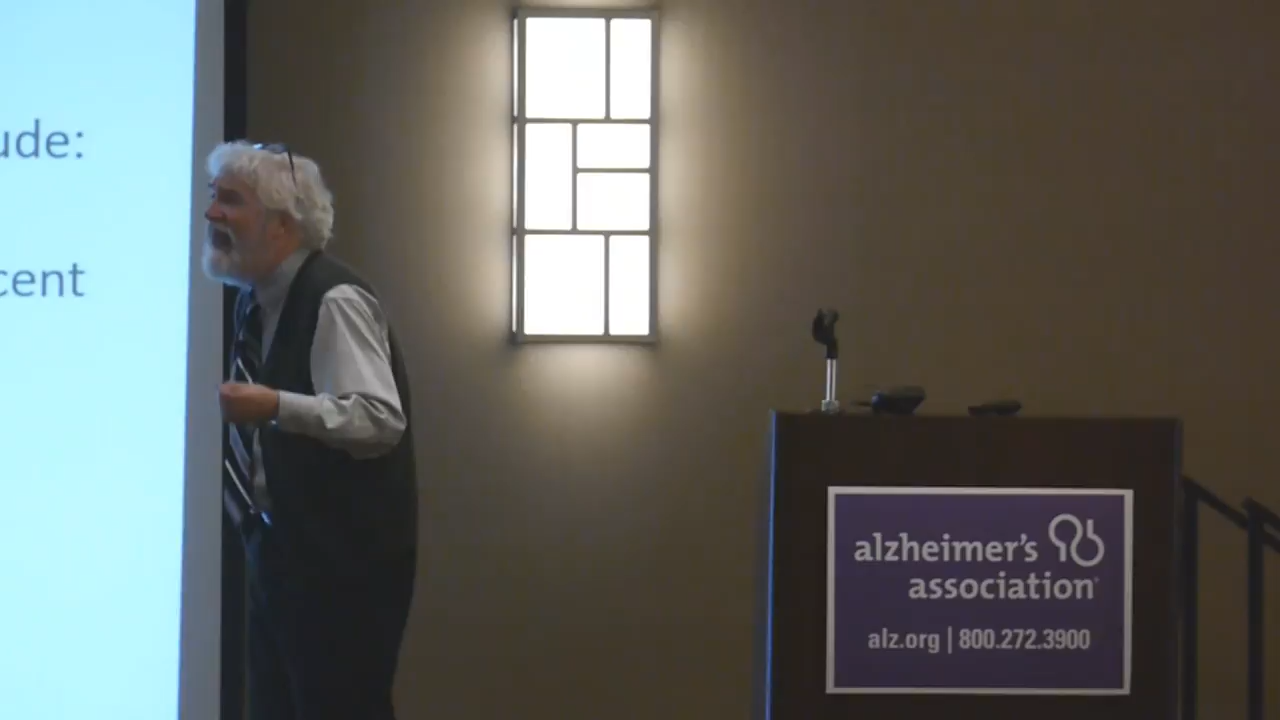 ude:
cent
alzheimer's
association®
alz.org | 800.272.3900